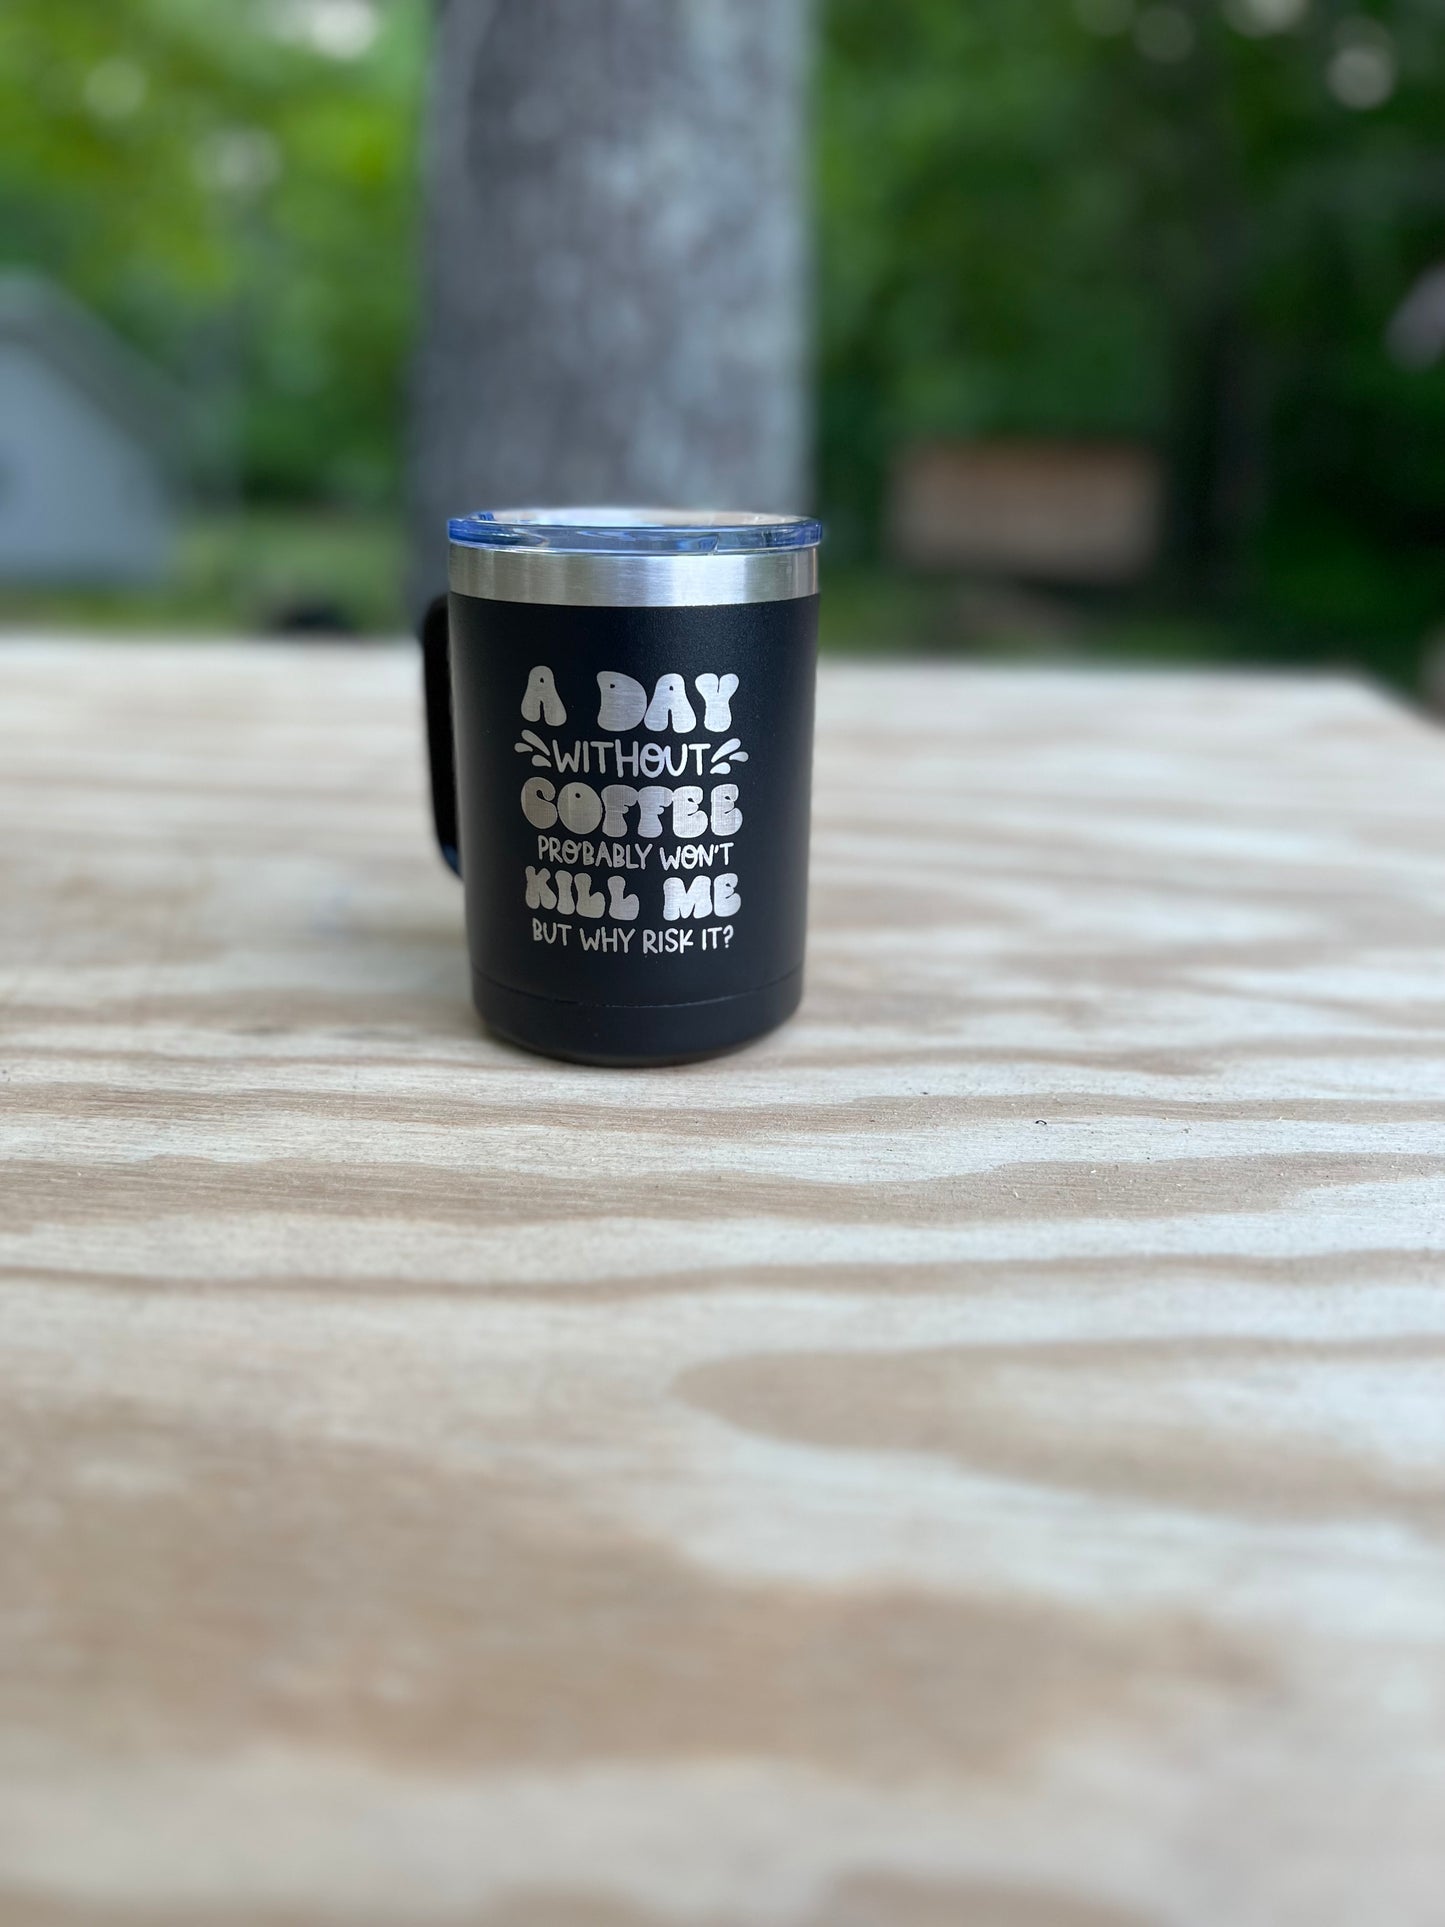 A DAY
WITHOUT
COFFEE
PROBABLY WON'T
KILL ME
BUT WHY RISK IT?